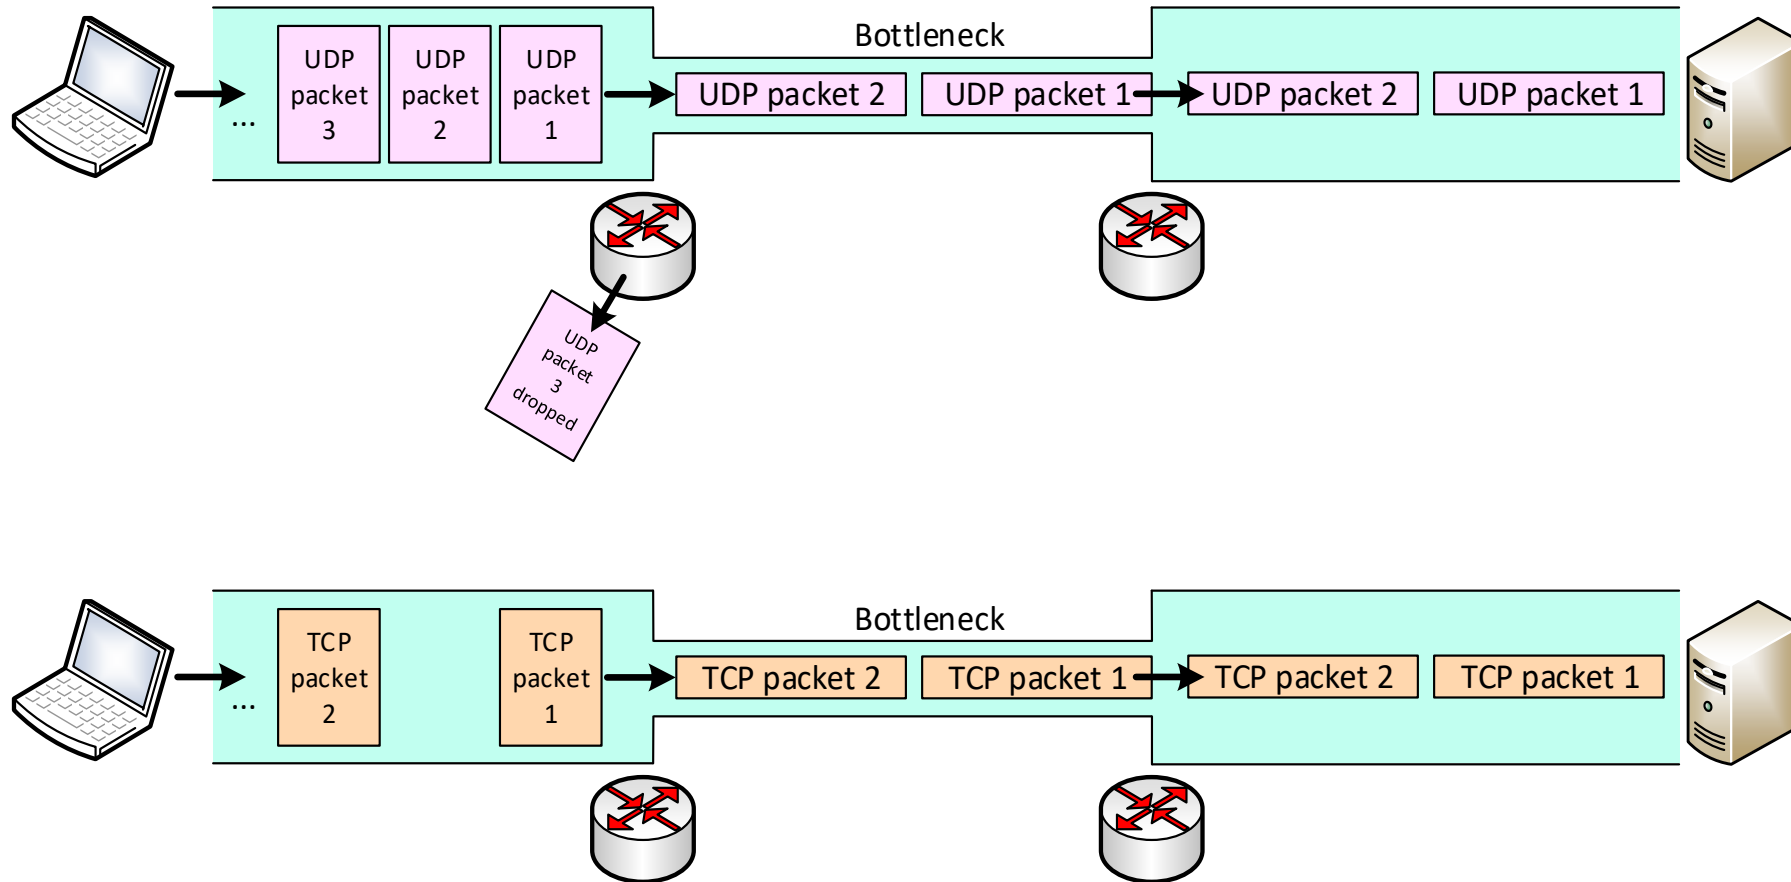 Bottleneck
UDP
packet
3
UDP
packet
2
UDP
packet
1
...
UDP packet 2
UDP packet 1
UDP packet 2
UDP packet 1
UDP
packet
3
dropped
Bottleneck
TCP
packet
2
TCP
packet
1
...
TCP packet 2
TCP packet 1
TCP packet 2
TCP packet 1